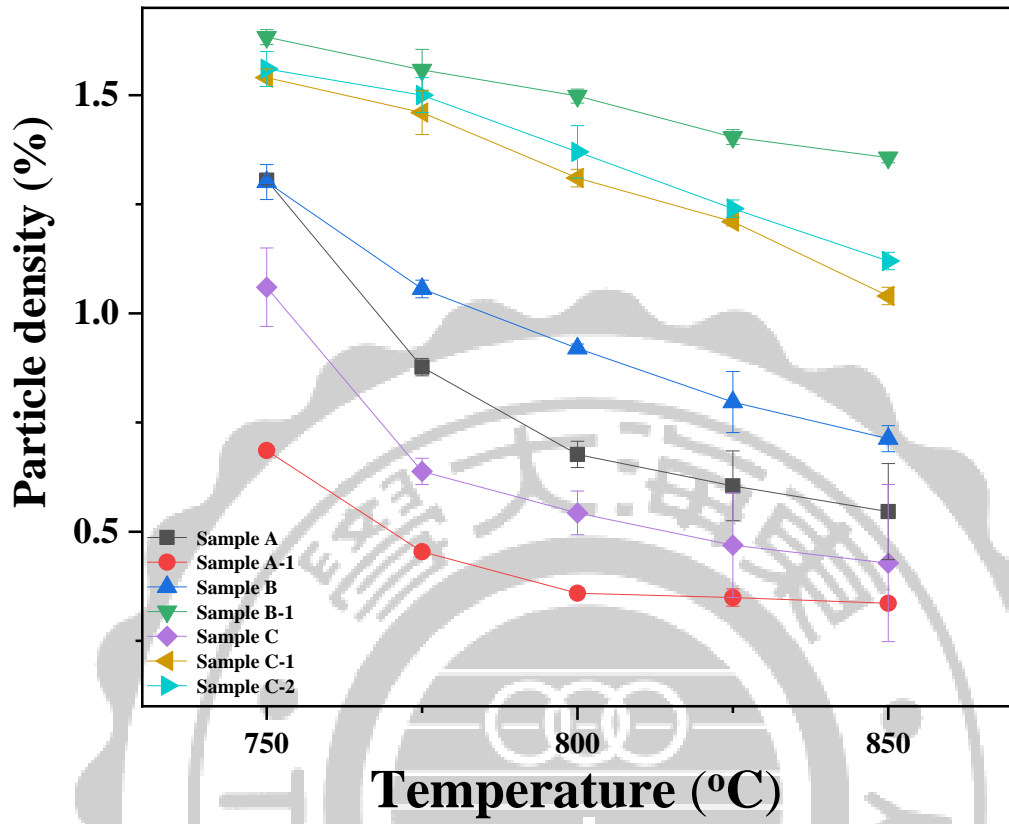 Particle density (%)
1.5
1.0
0.5
Sample A
Sample A-1
Sample B
Sample B-1
Sample C
Sample C-1
Sample C-2
750
800
850
Temperature (ºC)